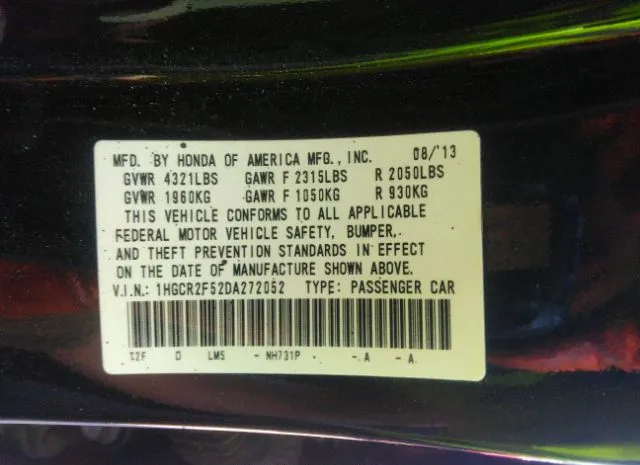 MFD. BY HONDA OF AMERICA MFG., INC. 08/'13
GVWR 4321LBS GAWR F 2315LBS R 2050LBS
GVWR 1960KG GAWR F 1050KG R 930KG
THIS VEHICLE CONFORMS TO ALL APPLICABLE
FEDERAL MOTOR VEHICLE SAFETY, BUMPER,
AND THEFT PREVENTION STANDARDS IN EFFECT
ON THE DATE OF MANUFACTURE SHOWN ABOVE.
V.I.N.: 1HGCR2F52DA272052 TYPE: PASSENGER CAR
T2F D LM5 - NH731P - A - A